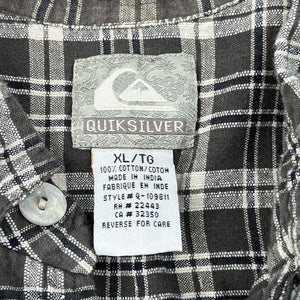 QUIKSILVER
XL/TG
100% COTTON/COTON
MADE IN INDIA
FABRIQUE EN INDE
STYLE# Q-109811
RN # 22443
CA # 32350
REVERSE FOR CARE